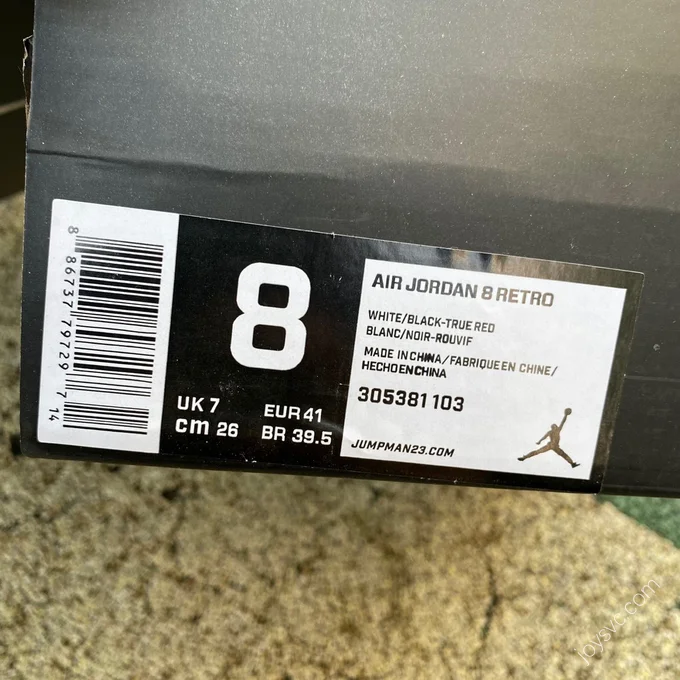 8 86737 79729 7 14
8
UK 7
EUR 41
cm 26
BR 39.5
AIR JORDAN 8 RETRO
WHITE/BLACK-TRUE RED
BLANC/NOIR-ROUVIF
MADE IN CHINA/FABRIQUE EN CHINE/
HECHO EN CHINA
305381 103
JUMPMAN23.COM
joysvc.com